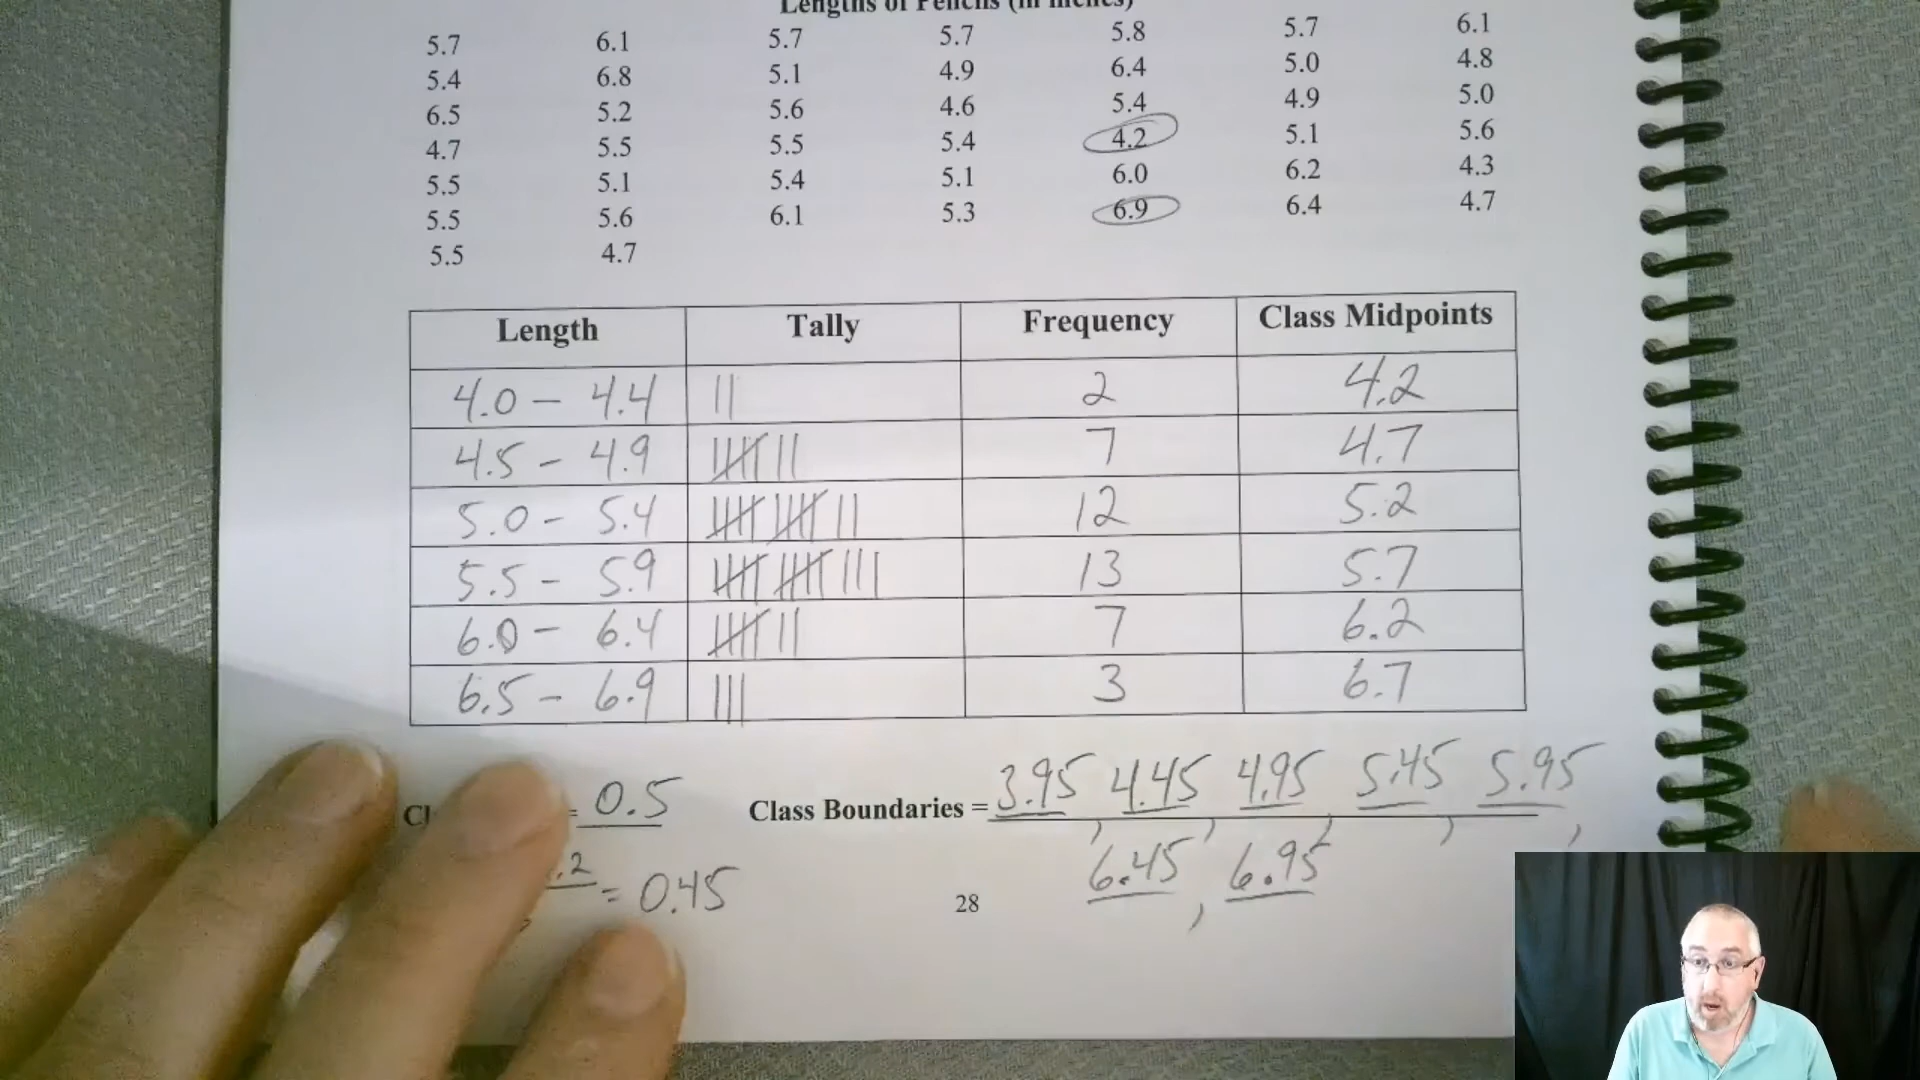 Lengths of Pencils (in inches)
5.7 6.1 5.7 5.7 5.8 5.7 6.1
5.4 6.8 5.1 4.9 6.4 5.0 4.8
6.5 5.2 5.6 4.6 5.4 4.9 5.0
4.7 5.5 5.5 5.4 4.2 5.1 5.6
5.5 5.1 5.4 5.1 6.0 6.2 4.3
5.5 5.6 6.1 5.3 6.9 6.4 4.7
5.5 4.7
Length Tally Frequency Class Midpoints
4.0 - 4.4 2 4.2
4.5 - 4.9 7 4.7
5.0 - 5.4 12 5.2
5.5 - 5.9 13 5.7
6.0 - 6.4 7 6.2
6.5 - 6.9 3 6.7
= 0.5 Class Boundaries = 3.95, 4.45, 4.95, 5.45, 5.95,
.2 = 0.45 6.45, 6.95
28